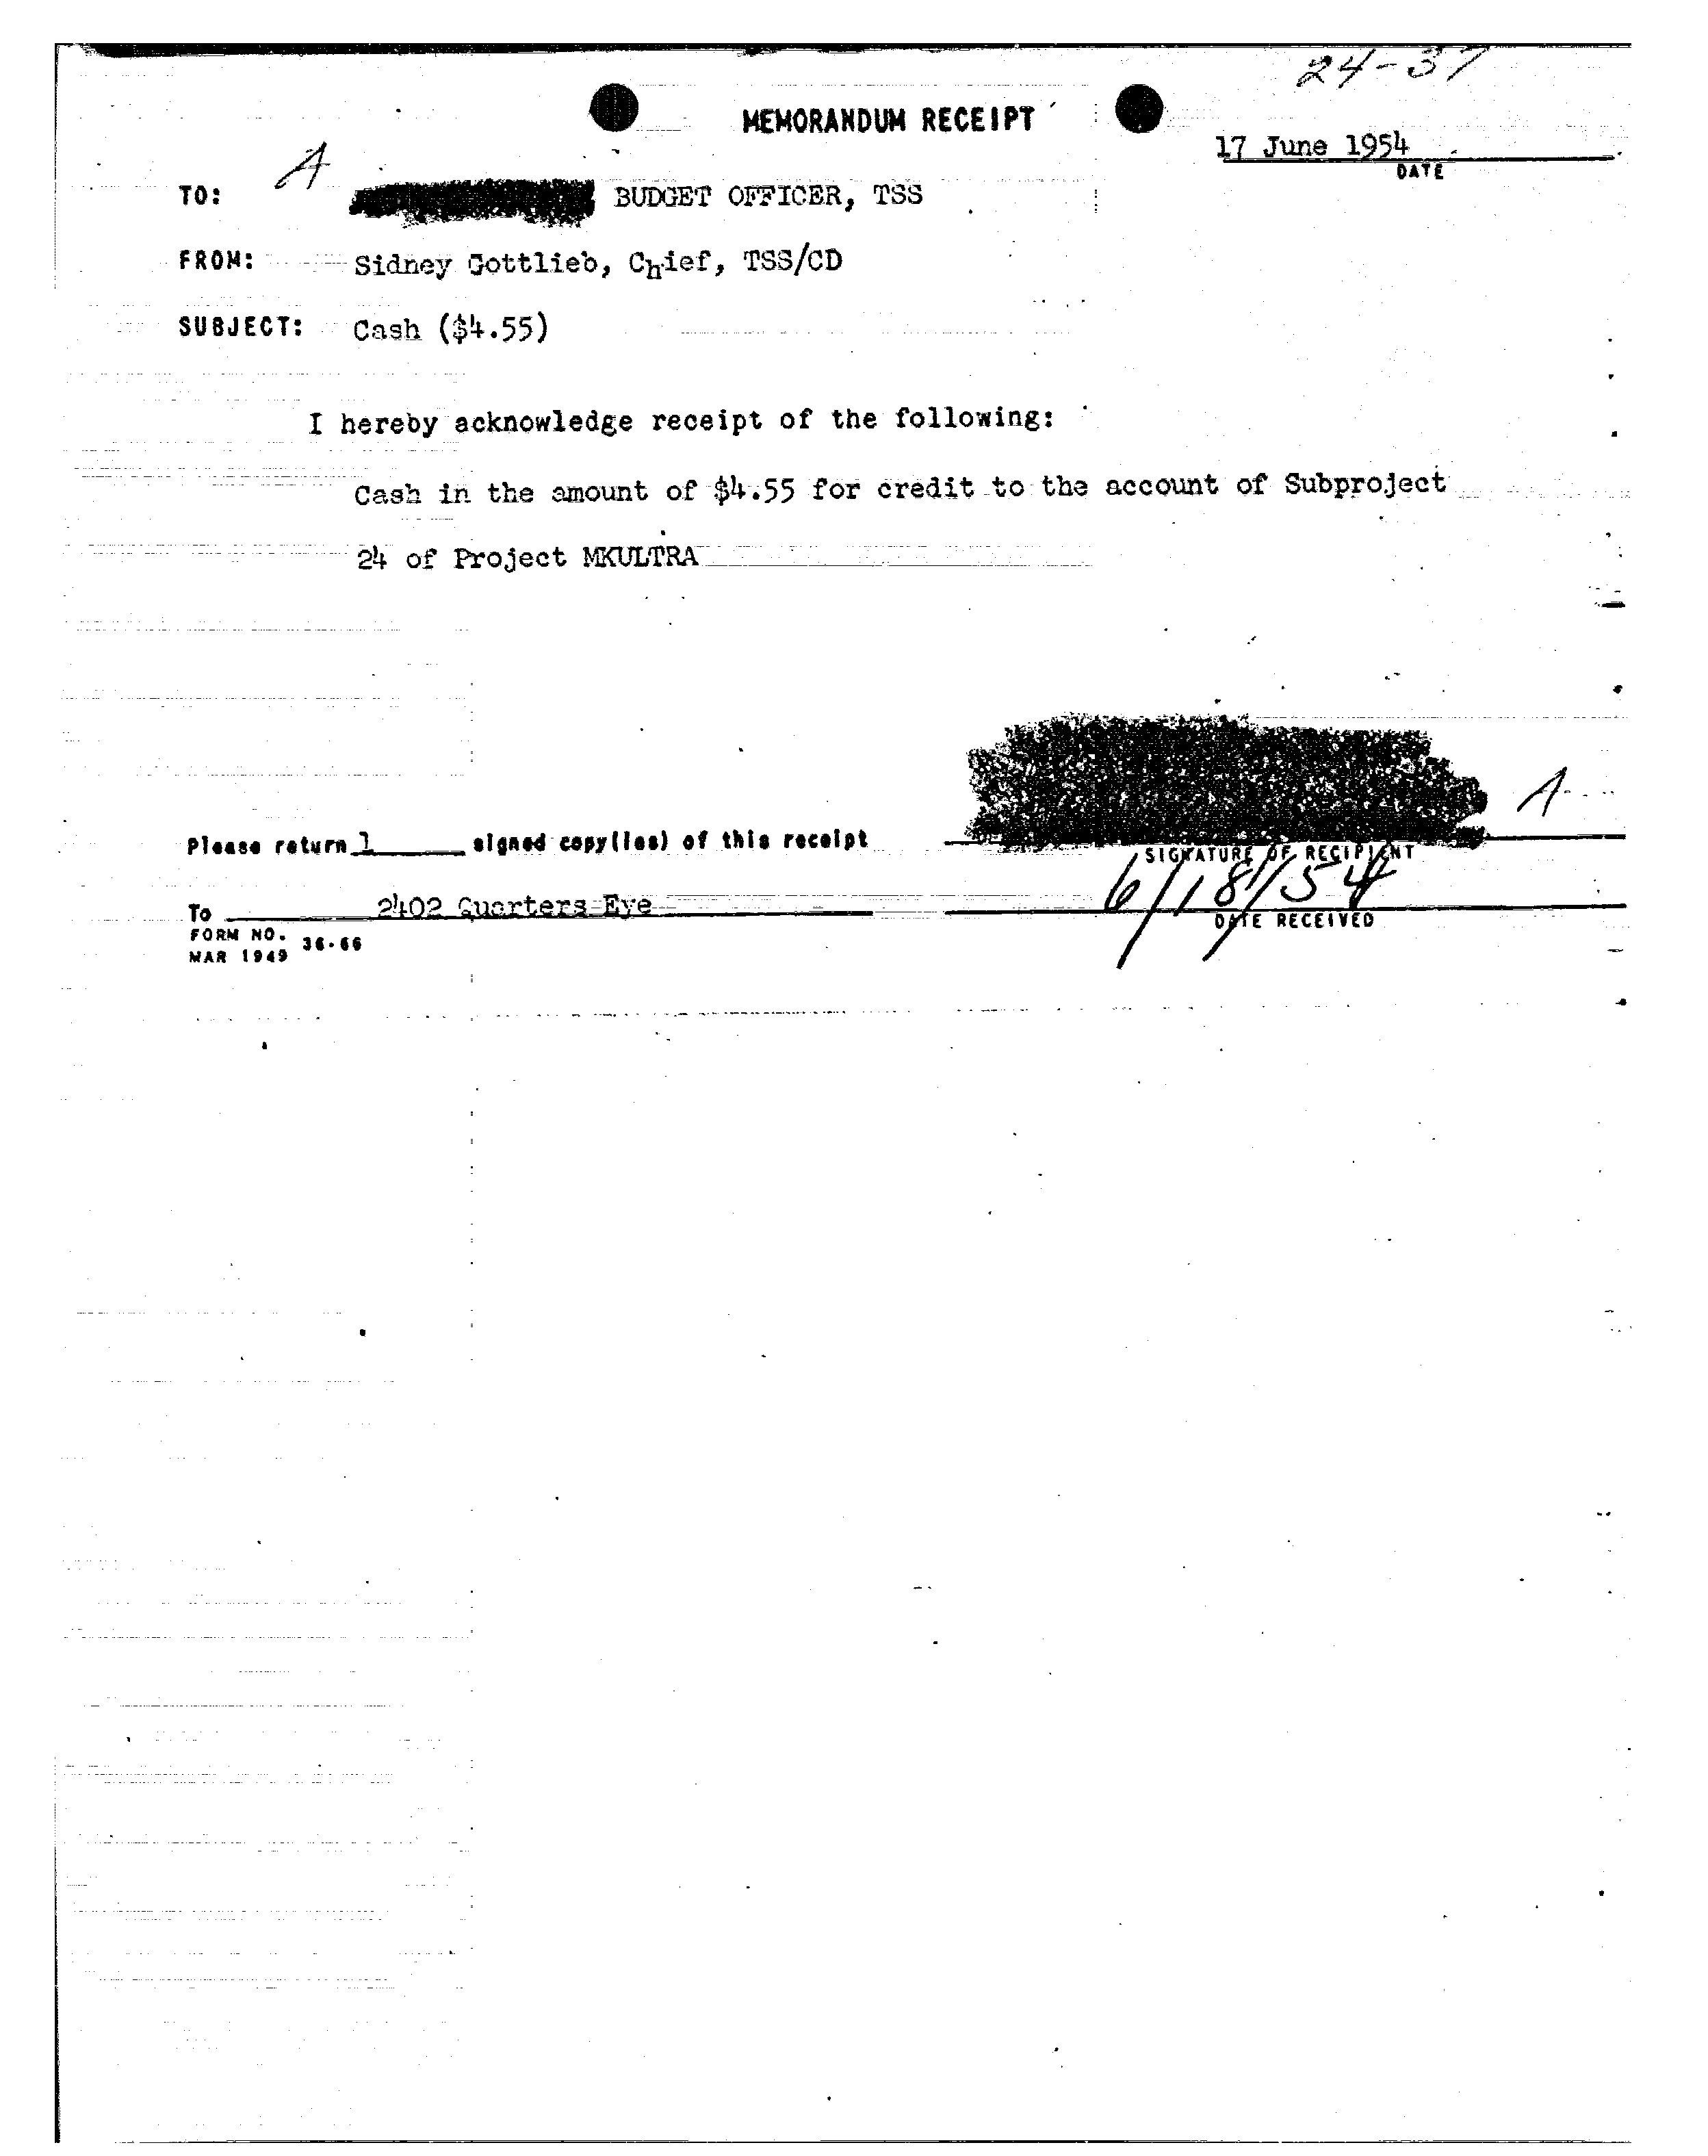 24-37
MEMORANDUM RECEIPT
17 June 1954
DATE
A
TO: BUDGET OFFICER, TSS
FROM: Sidney Gottlieb, Chief, TSS/CD
SUBJECT: Cash ($4.55)
I hereby acknowledge receipt of the following:
Cash in the amount of $4.55 for credit to the account of Subproject
24 of Project MKULTRA
A
Please return 1 signed copy(ies) of this receipt
SIGNATURE OF RECIPIENT
6/18/54
To 2402 Quarters Eye
DATE RECEIVED
FORM NO. 36-66
MAR 1949